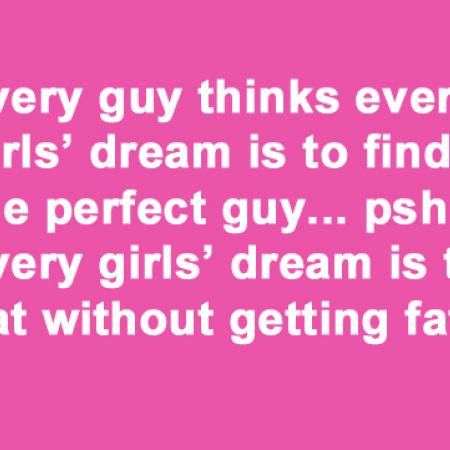 very guy thinks ever
rls’ dream is to find
e perfect guy... psh
very girls’ dream is t
at without getting fat